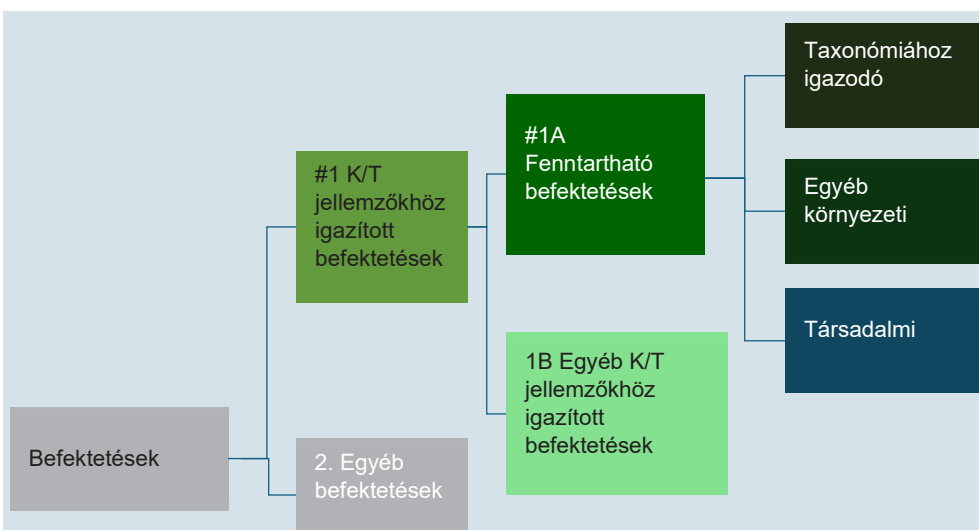 Befektetések
#1 K/T
jellemzőkhöz
igazított
befektetések
2. Egyéb
befektetések
#1A
Fenntartható
befektetések
1B Egyéb K/T
jellemzőkhöz
igazított
befektetések
Taxonómiához
igazodó
Egyéb
környezeti
Társadalmi